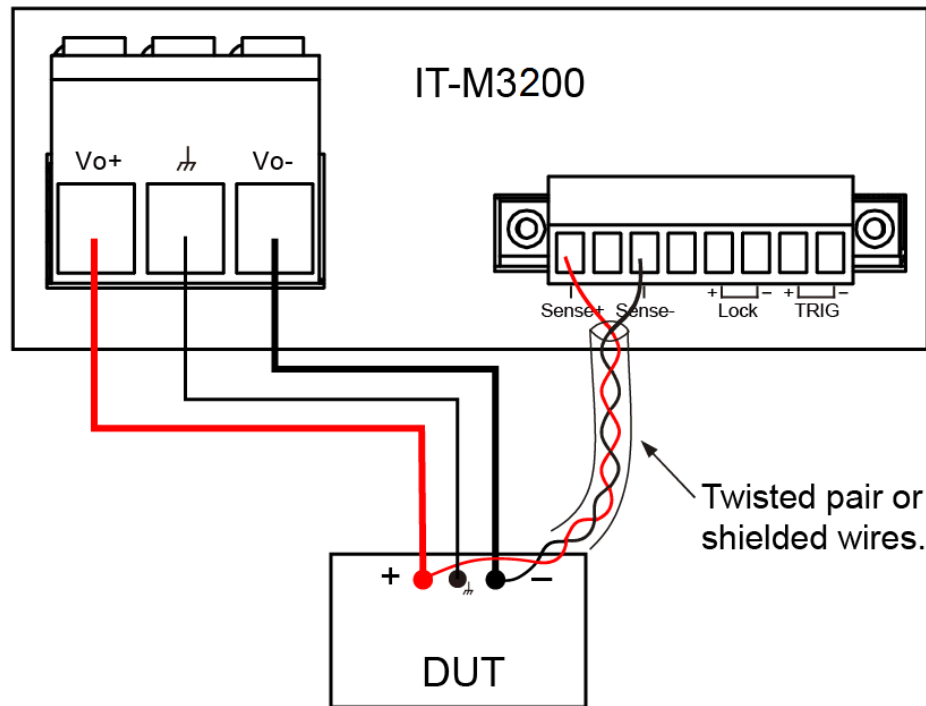 IT-M3200
Vo+ Vo-
Sense+ Sense- + - Lock + - TRIG
Twisted pair or
shielded wires.
+ −
DUT